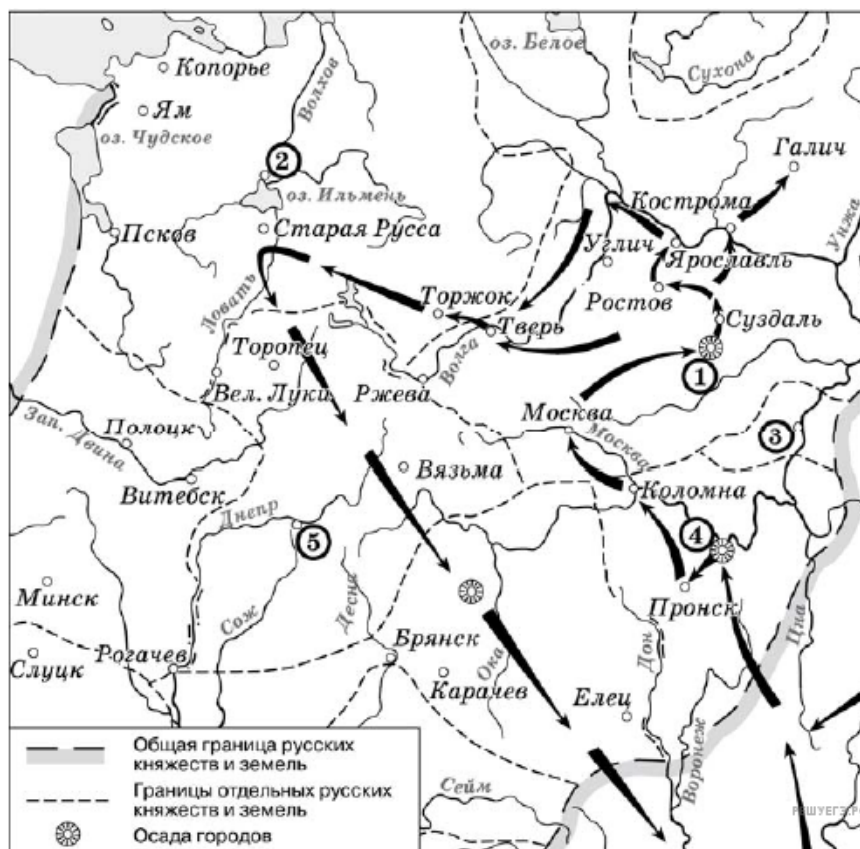 оз. Белое
Сухона
Копорье
Волхов
Ям
оз. Чудское
Галич
2
оз. Ильмень
Кострома
Унжа
Псков
Старая Русса
Углич
Ярославль
Ловать
Торжок
Ростов
Тверь
Суздаль
Торопец
Волга
1
Вел. Луки
Ржева
Москва
Москва
Зап. Двина
Полоцк
3
Вязьма
Витебск
Коломна
Днепр
4
5
Минск
Пронск
Цна
Сож
Десна
Дон
Слуцк
Рогачев
Брянск
Ока
Карачев
Елец
Воронеж
Сейм
Общая граница русских
княжеств и земель
Границы отдельных русских
княжеств и земель
Осада городов